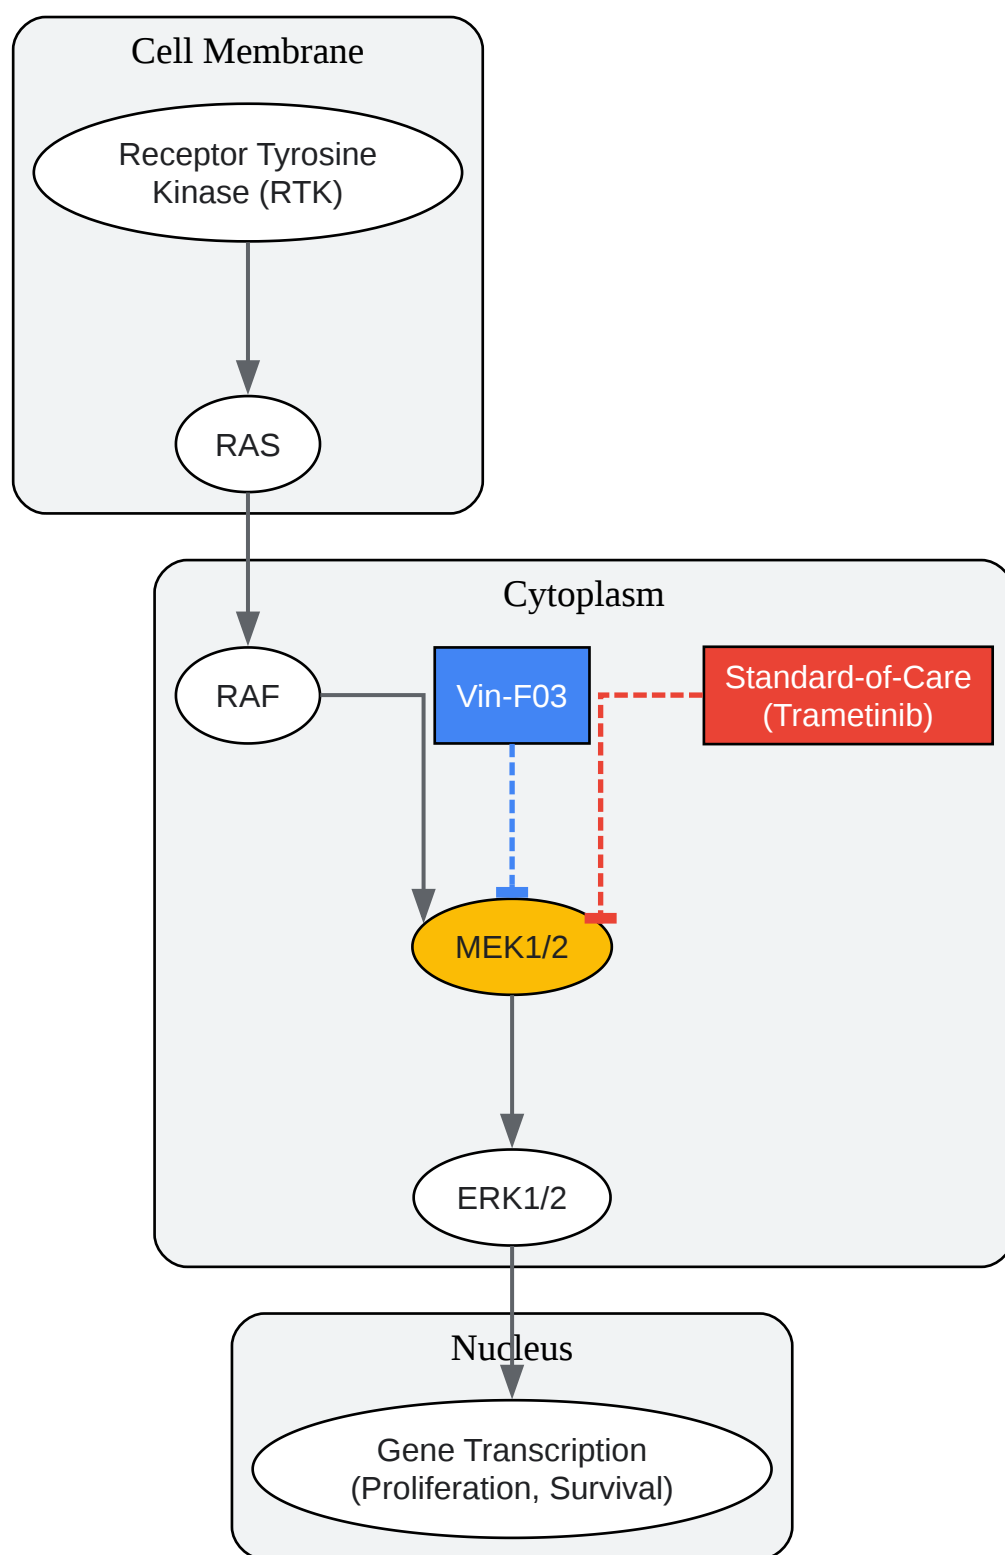 Cell Membrane
Receptor Tyrosine
Kinase (RTK)
RAS
Cytoplasm
RAF
Vin-F03
Standard-of-Care
(Trametinib)
MEK1/2
ERK1/2
Nucleus
Gene Transcription
(Proliferation, Survival)